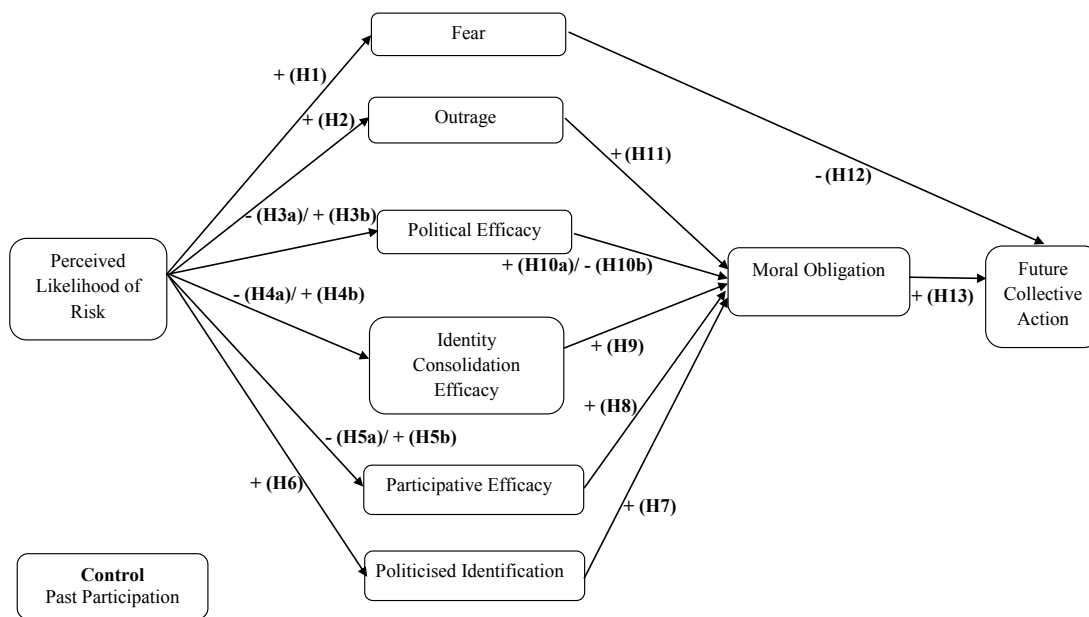 Fear
+ (H1)
+ (H2)
Outrage
+ (H11)
- (H12)
- (H3a)/ + (H3b)
Political Efficacy
+ (H10a)/ - (H10b)
Perceived
Likelihood of
Risk
Moral Obligation
+ (H13)
Future
Collective
Action
- (H4a)/ + (H4b)
Identity
Consolidation
Efficacy
+ (H9)
+ (H8)
- (H5a)/ + (H5b)
+ (H6)
Participative Efficacy
+ (H7)
Politicised Identification
Control
Past Participation